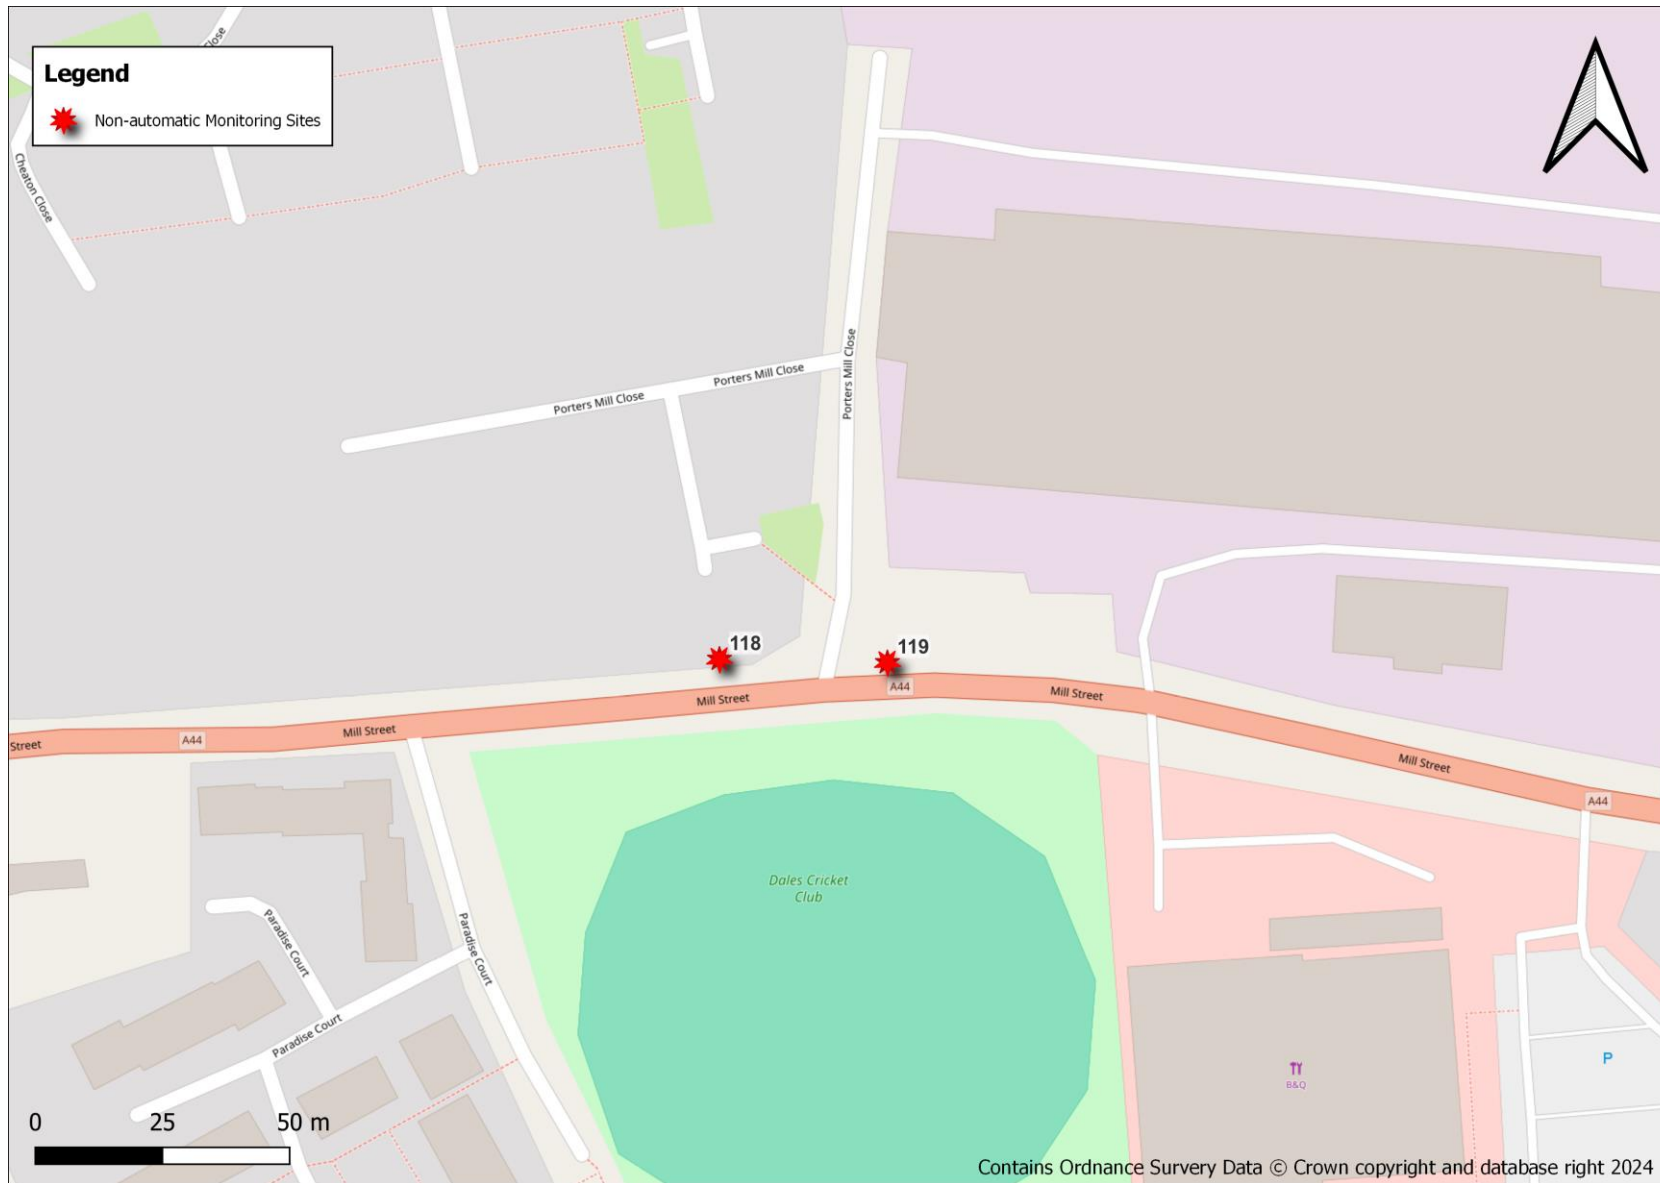 Close
Legend
Non-automatic Monitoring Sites
Cheaton Close
Porters Mill Close
Porters Mill Close
Porters Mill Close
118
119
A44
Mill Street
Mill Street
Mill Street
A44
Street
Mill Street
A44
Dales Cricket
Club
Paradise Court
Paradise Court
Paradise Court
B&Q
P
0 25 50 m
Contains Ordnance Survery Data © Crown copyright and database right 2024